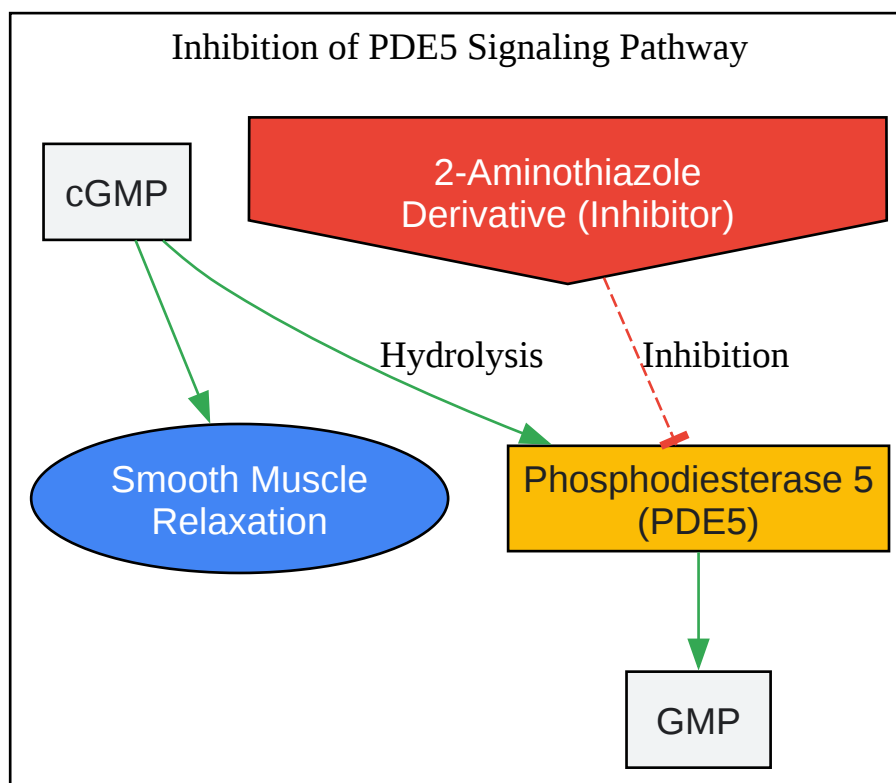 Inhibition of PDE5 Signaling Pathway
cGMP
2-Aminothiazole
Derivative (Inhibitor)
Hydrolysis
Inhibition
Smooth Muscle
Relaxation
Phosphodiesterase 5
(PDE5)
GMP